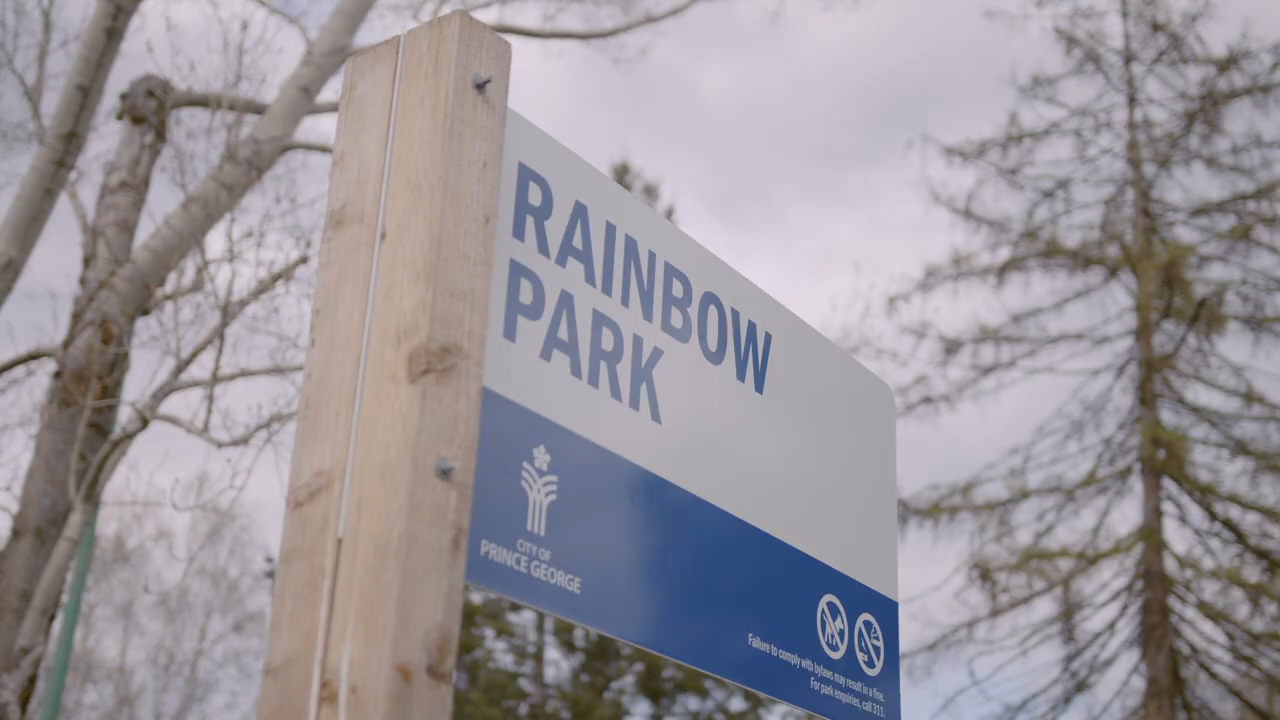 RAINBOW
PARK
CITY OF
PRINCE GEORGE
Failure to comply with bylaws may result in a fine.
For park enquiries, call 311.